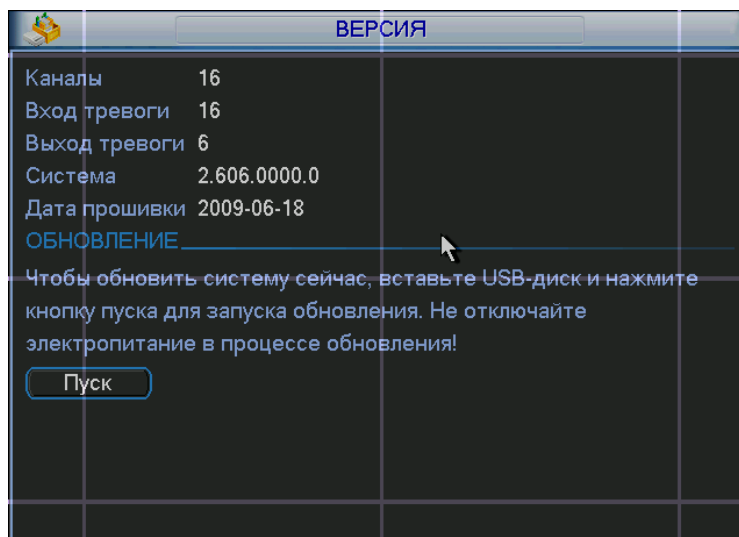 ВЕРСИЯ
Каналы 16
Вход тревоги 16
Выход тревоги 6
Система 2.606.0000.0
Дата прошивки 2009-06-18
ОБНОВЛЕНИЕ
Чтобы обновить систему сейчас, вставьте USB-диск и нажмите
кнопку пуска для запуска обновления. Не отключайте
электропитание в процессе обновления!
Пуск